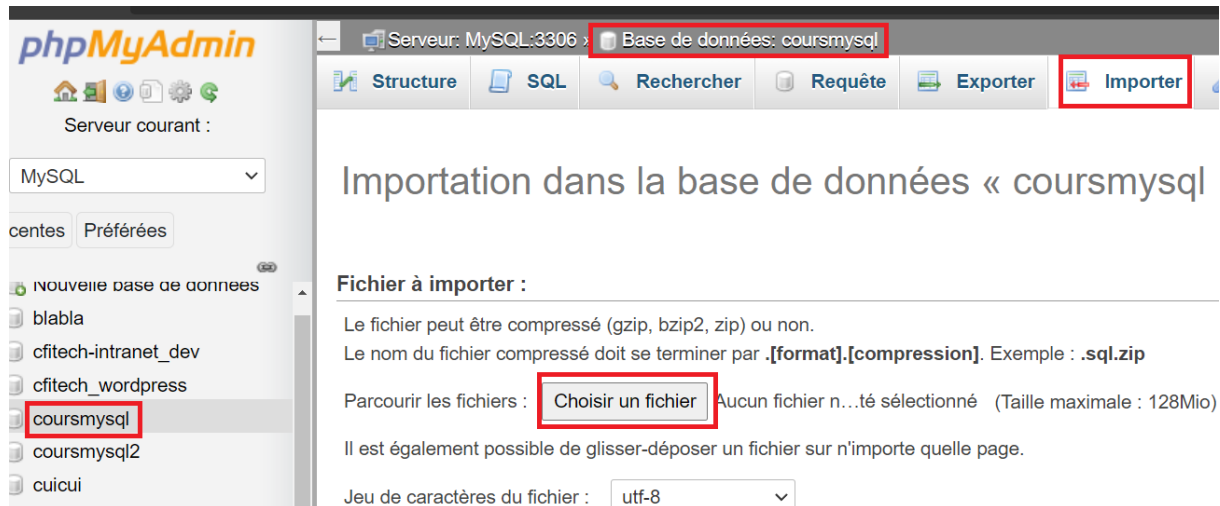 phpMyAdmin
Serveur courant :
MySQL
centes Préférées
Nouvelle base de données
blabla
cfitech-intranet_dev
cfitech_wordpress
coursmysql
coursmysql2
cuicui
← Serveur: MySQL:3306 » Base de données: coursmysql
Structure SQL Rechercher Requête Exporter Importer
Importation dans la base de données « coursmysql
Fichier à importer :
Le fichier peut être compressé (gzip, bzip2, zip) ou non.
Le nom du fichier compressé doit se terminer par .[format].[compression]. Exemple : .sql.zip
Parcourir les fichiers : Choisir un fichier Aucun fichier n…té sélectionné (Taille maximale : 128Mio)
Il est également possible de glisser-déposer un fichier sur n'importe quelle page.
Jeu de caractères du fichier : utf-8